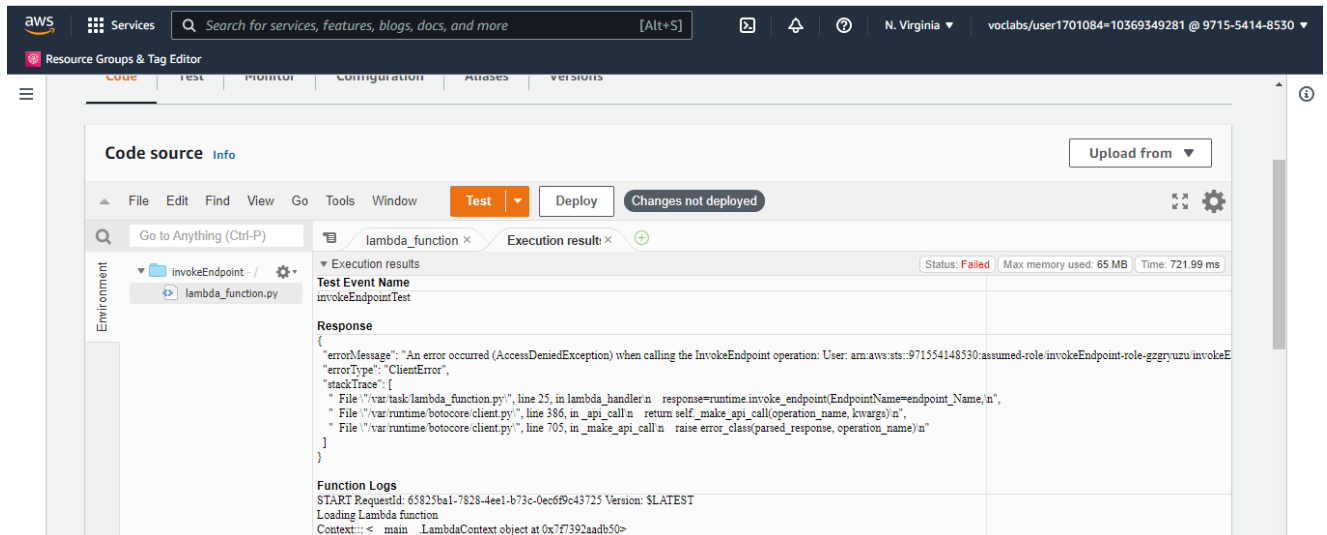 aws Services Search for services, features, blogs, docs, and more [Alt+S] N. Virginia ▼ voclabs/user1701084=10369349281 @ 9715-5414-8530 ▼
Resource Groups & Tag Editor
Code Test Monitor Configuration Aliases Versions
Code source Info Upload from ▼
File Edit Find View Go Tools Window Test Deploy Changes not deployed
Go to Anything (Ctrl-P) lambda_function × Execution results ×
Environment
invokeEndpoint - /
lambda_function.py
▼ Execution results Status: Failed Max memory used: 65 MB Time: 721.99 ms
Test Event Name
invokeEndpointTest
Response
{
"errorMessage": "An error occurred (AccessDeniedException) when calling the InvokeEndpoint operation: User: arn:aws:sts::971554148530:assumed-role/invokeEndpoint-role-gzgryuzu/invokeE
"errorType": "ClientError",
"stackTrace": [
" File \"/var/task/lambda_function.py\", line 25, in lambda_handler\n response=runtime.invoke_endpoint(EndpointName=endpoint_Name,\n",
" File \"/var/runtime/botocore/client.py\", line 386, in _api_call\n return self._make_api_call(operation_name, kwargs)\n",
" File \"/var/runtime/botocore/client.py\", line 705, in _make_api_call\n raise error_class(parsed_response, operation_name)\n"
]
}
Function Logs
START RequestId: 65825ba1-7828-4ee1-b73c-0ec6f9c43725 Version: $LATEST
Loading Lambda function
Context::: < main .LambdaContext object at 0x7f7392aadb50>